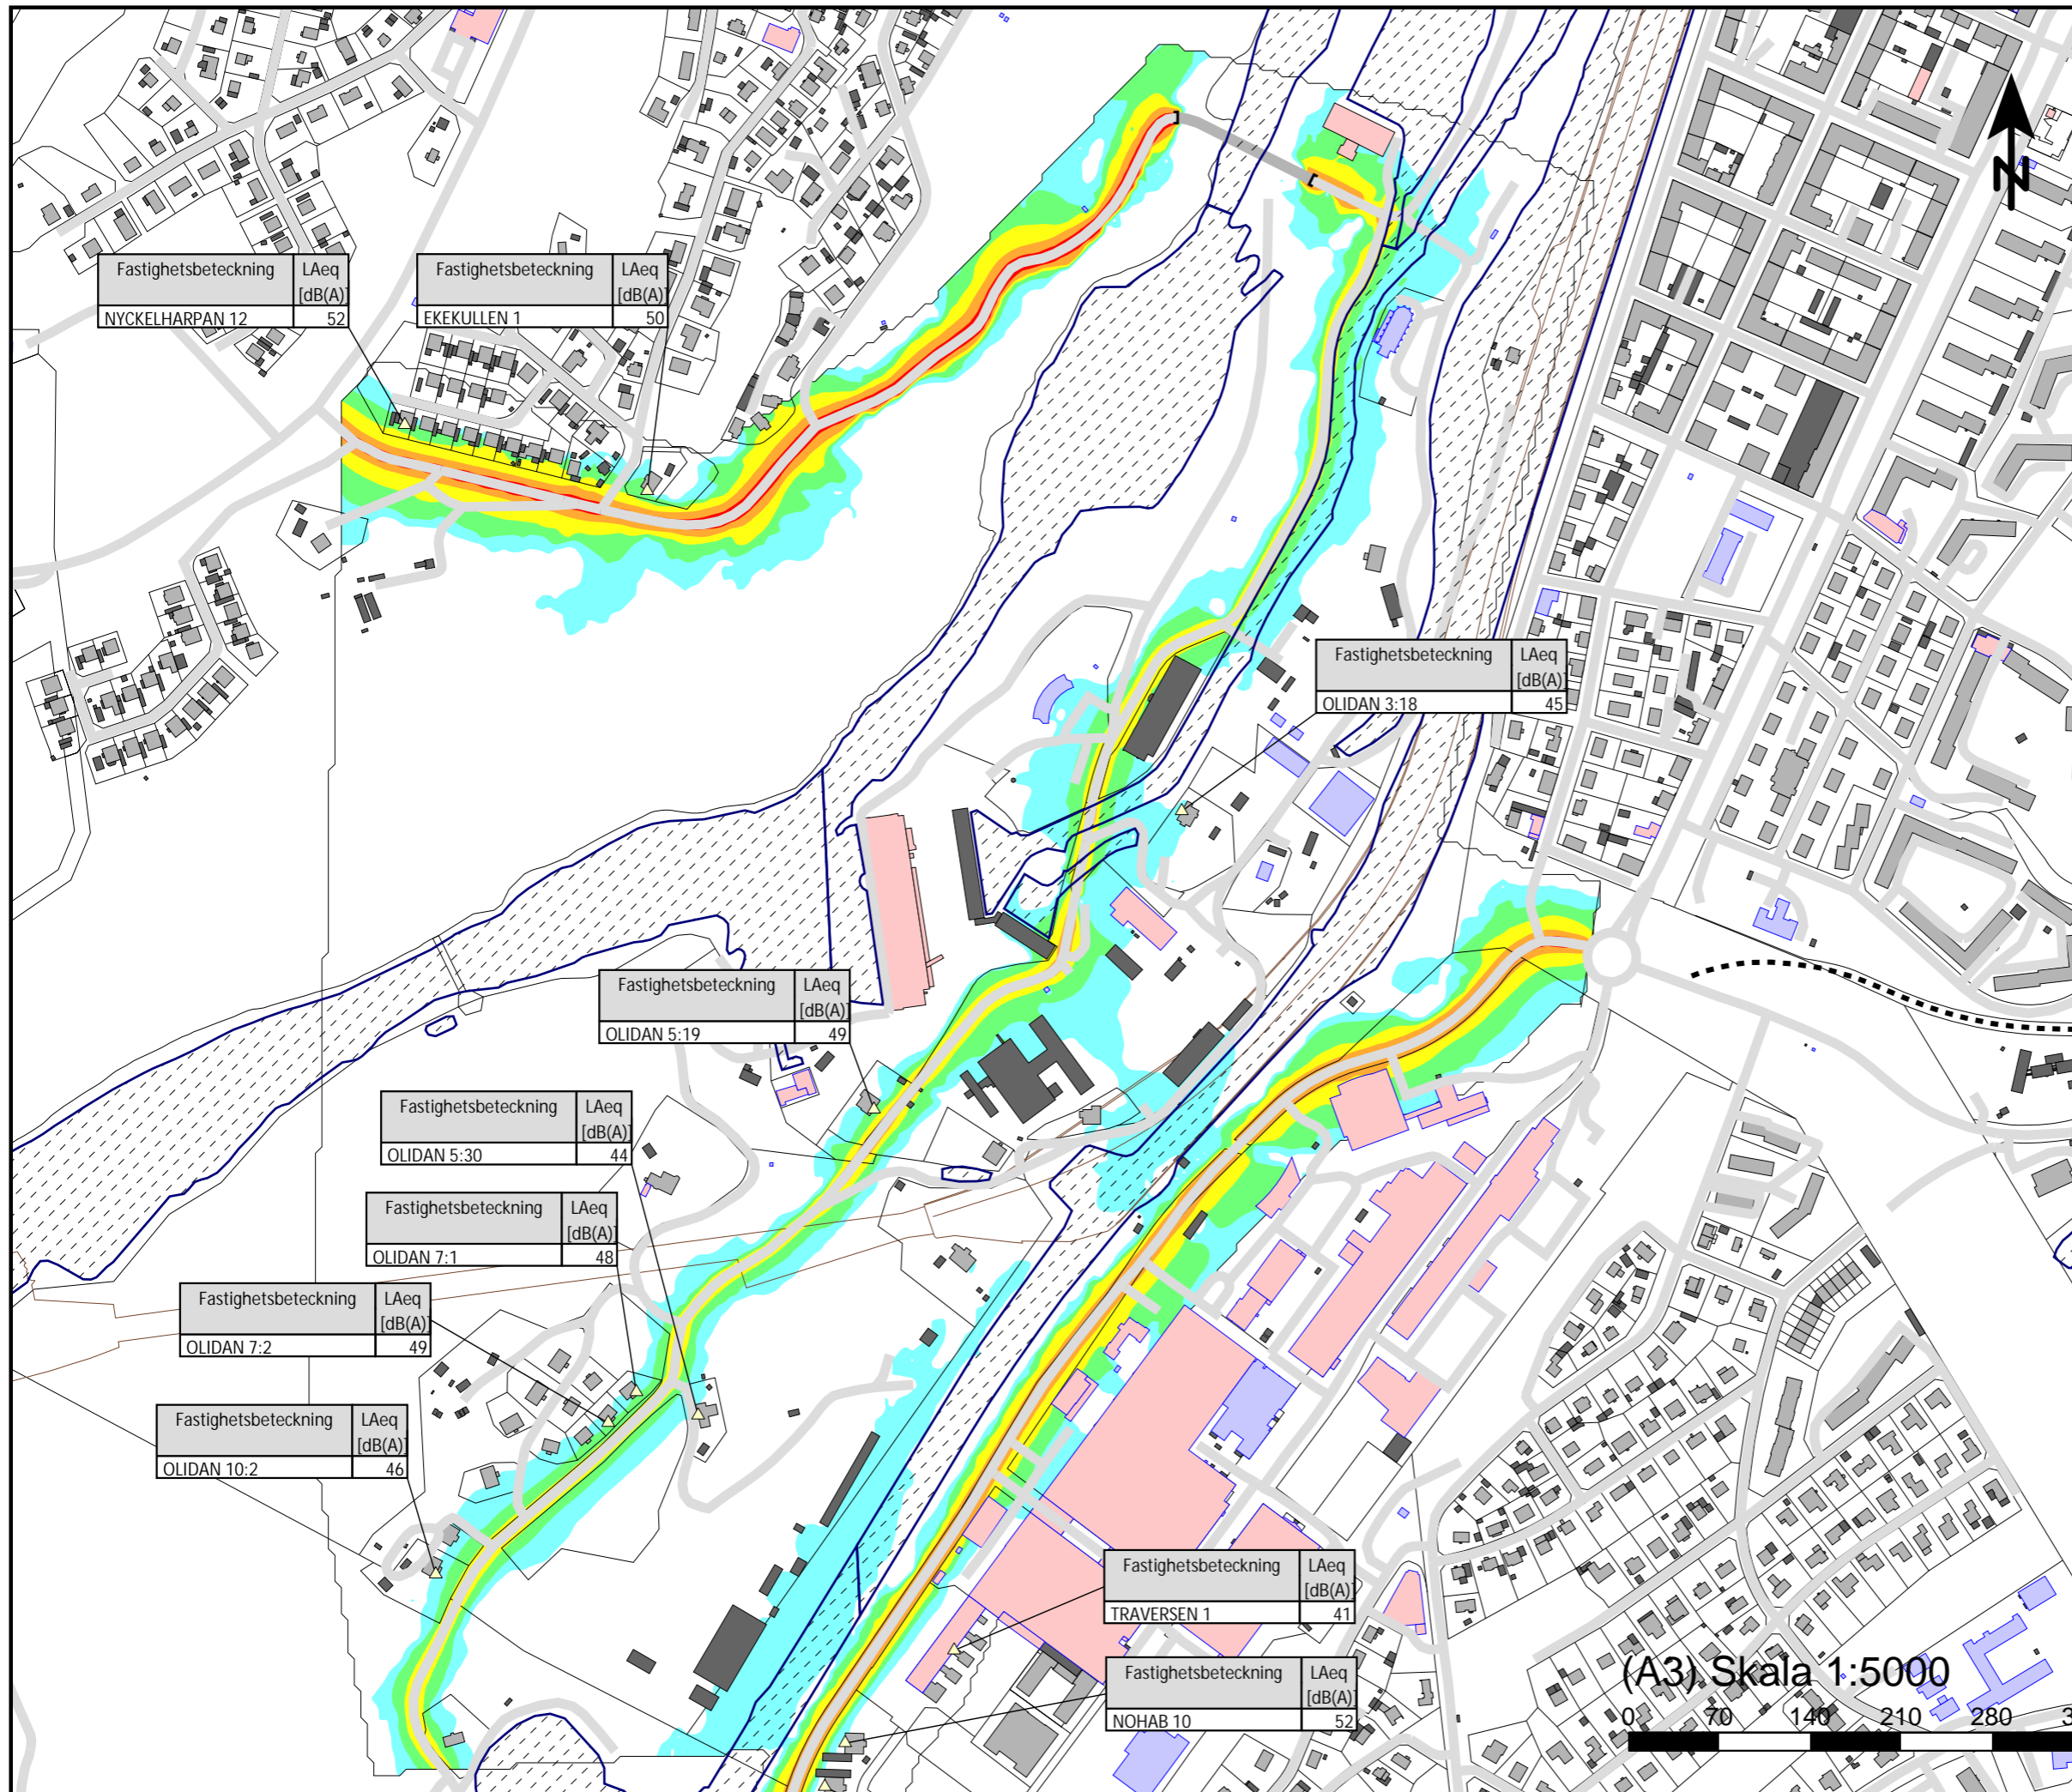 Fastighetsbeteckning LAeq [dB(A)]
NYCKELHARPAN 12 52
Fastighetsbeteckning LAeq [dB(A)]
EKEKULLEN 1 50
N
Fastighetsbeteckning LAeq [dB(A)]
OLIDAN 3:18 45
Fastighetsbeteckning LAeq [dB(A)]
OLIDAN 5:19 49
Fastighetsbeteckning LAeq [dB(A)]
OLIDAN 5:30 44
Fastighetsbeteckning LAeq [dB(A)]
OLIDAN 7:1 48
Fastighetsbeteckning LAeq [dB(A)]
OLIDAN 7:2 49
Fastighetsbeteckning LAeq [dB(A)]
OLIDAN 10:2 46
Fastighetsbeteckning LAeq [dB(A)]
TRAVERSEN 1 41
Fastighetsbeteckning LAeq [dB(A)]
NOHAB 10 52
(A3) Skala 1:5000
0 70 140 210 280